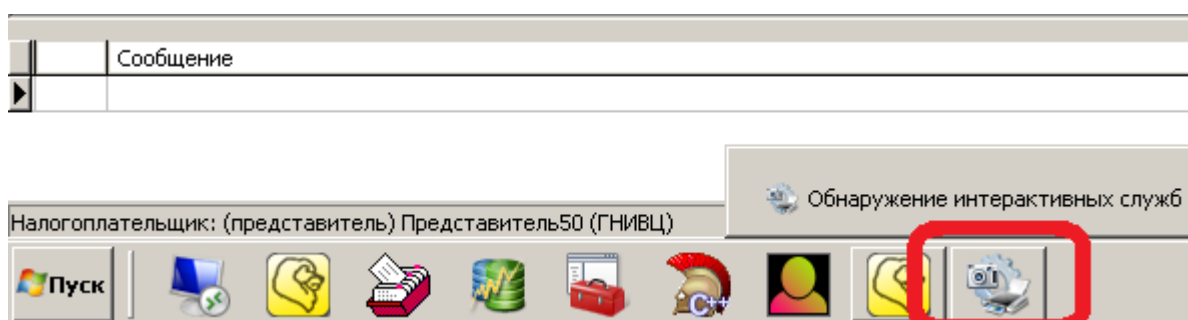 Сообщение
Обнаружение интерактивных служб
Налогоплательщик: (представитель) Представитель50 (ГНИВЦ)
Пуск
C++